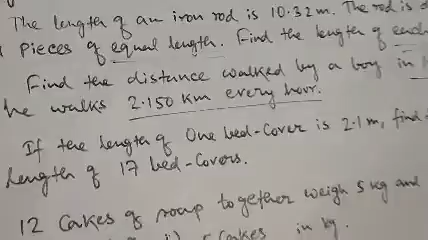 The length of an iron rod is 10.32 m. The rod is
pieces of equal length. Find the length of each
Find the distance walked by a boy in
he walks 2.150 km every hour.
If the length of One bed-cover is 2.1 m, find
length of 17 bed-covers.
12 Cakes of soap together weigh 5 kg and
cakes in kg.